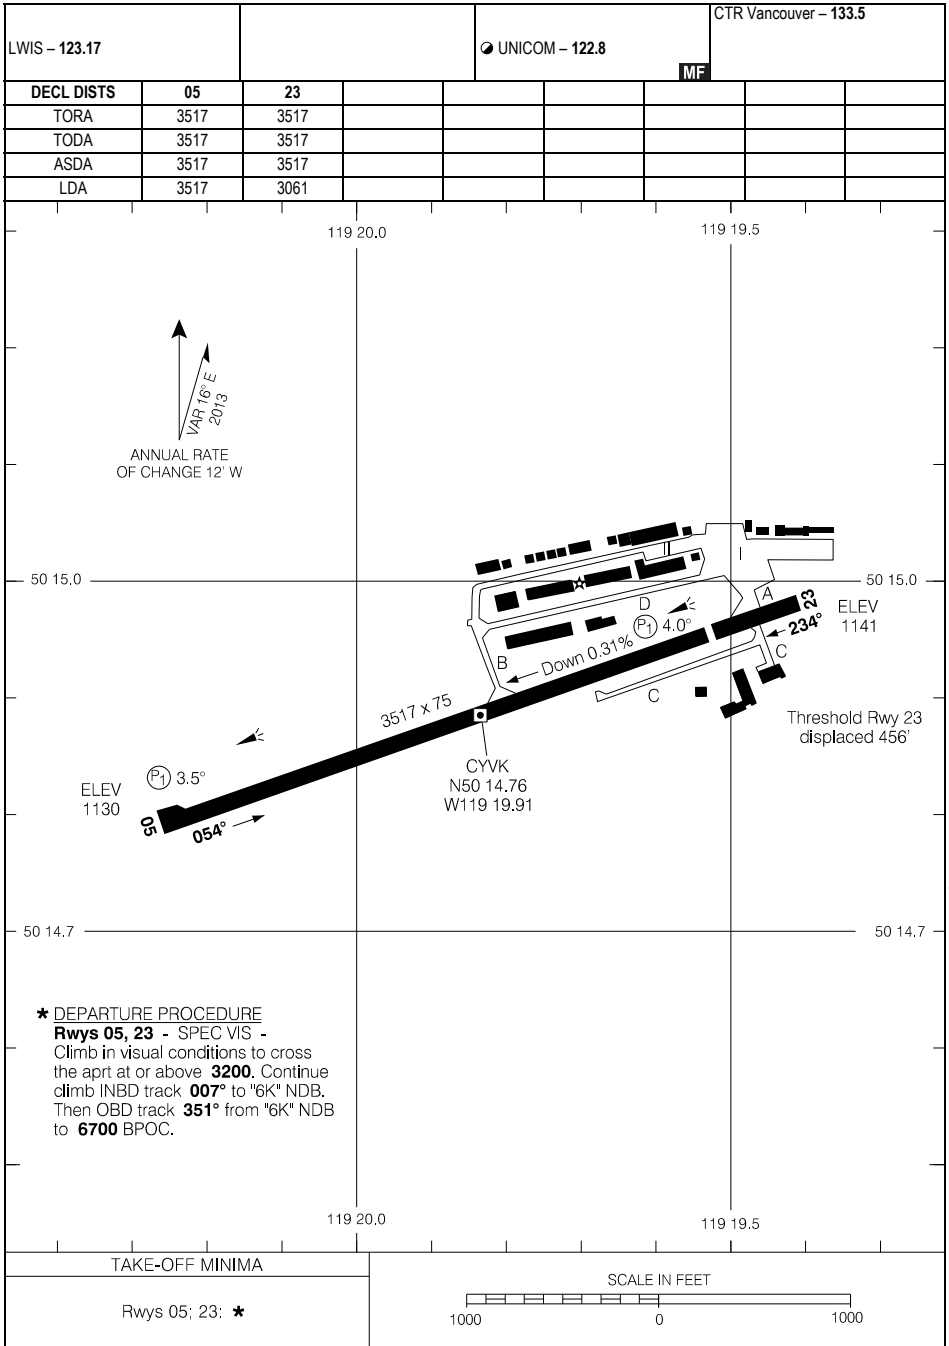 CTR Vancouver – 133.5
LWIS – 123.17
UNICOM – 122.8
MF
DECL DISTS 05 23
TORA 3517 3517
TODA 3517 3517
ASDA 3517 3517
LDA 3517 3061
119 20.0 119 19.5
VAR 16° E
2013
ANNUAL RATE
OF CHANGE 12' W
I
50 15.0 50 15.0
A
23
ELEV
1141
D
P1 4.0°
234°
B
Down 0.31%
C
C
3517 x 75
Threshold Rwy 23
displaced 456'
CYVK
N50 14.76
W119 19.91
P1 3.5°
ELEV
1130
05
054°
50 14.7 50 14.7
* DEPARTURE PROCEDURE
Rwys 05, 23 - SPEC VIS -
Climb in visual conditions to cross
the aprt at or above 3200. Continue
climb INBD track 007° to "6K" NDB.
Then OBD track 351° from "6K" NDB
to 6700 BPOC.
119 20.0 119 19.5
TAKE-OFF MINIMA
Rwys 05; 23: *
SCALE IN FEET
1000 0 1000